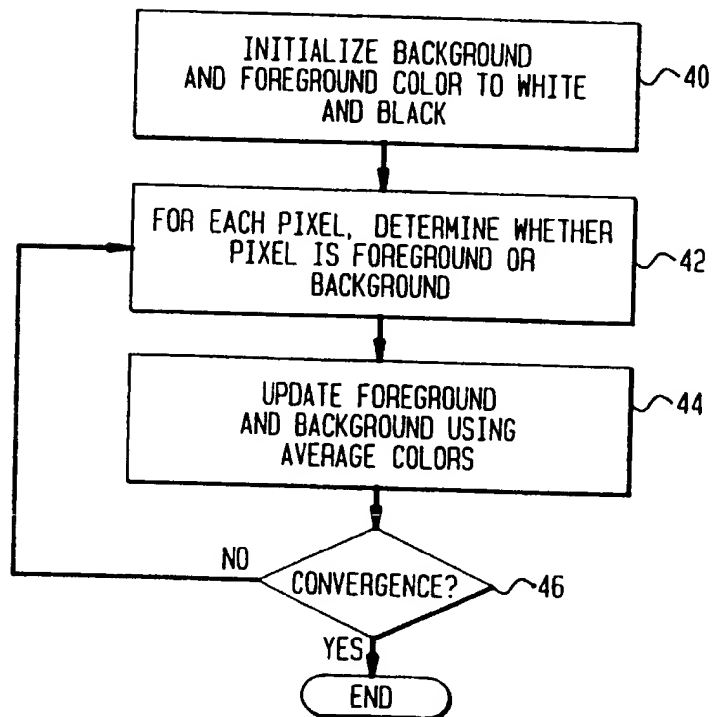 INITIALIZE BACKGROUND
AND FOREGROUND COLOR TO WHITE
AND BLACK
40
FOR EACH PIXEL, DETERMINE WHETHER
PIXEL IS FOREGROUND OR
BACKGROUND
42
UPDATE FOREGROUND
AND BACKGROUND USING
AVERAGE COLORS
44
NO
CONVERGENCE?
46
YES
END